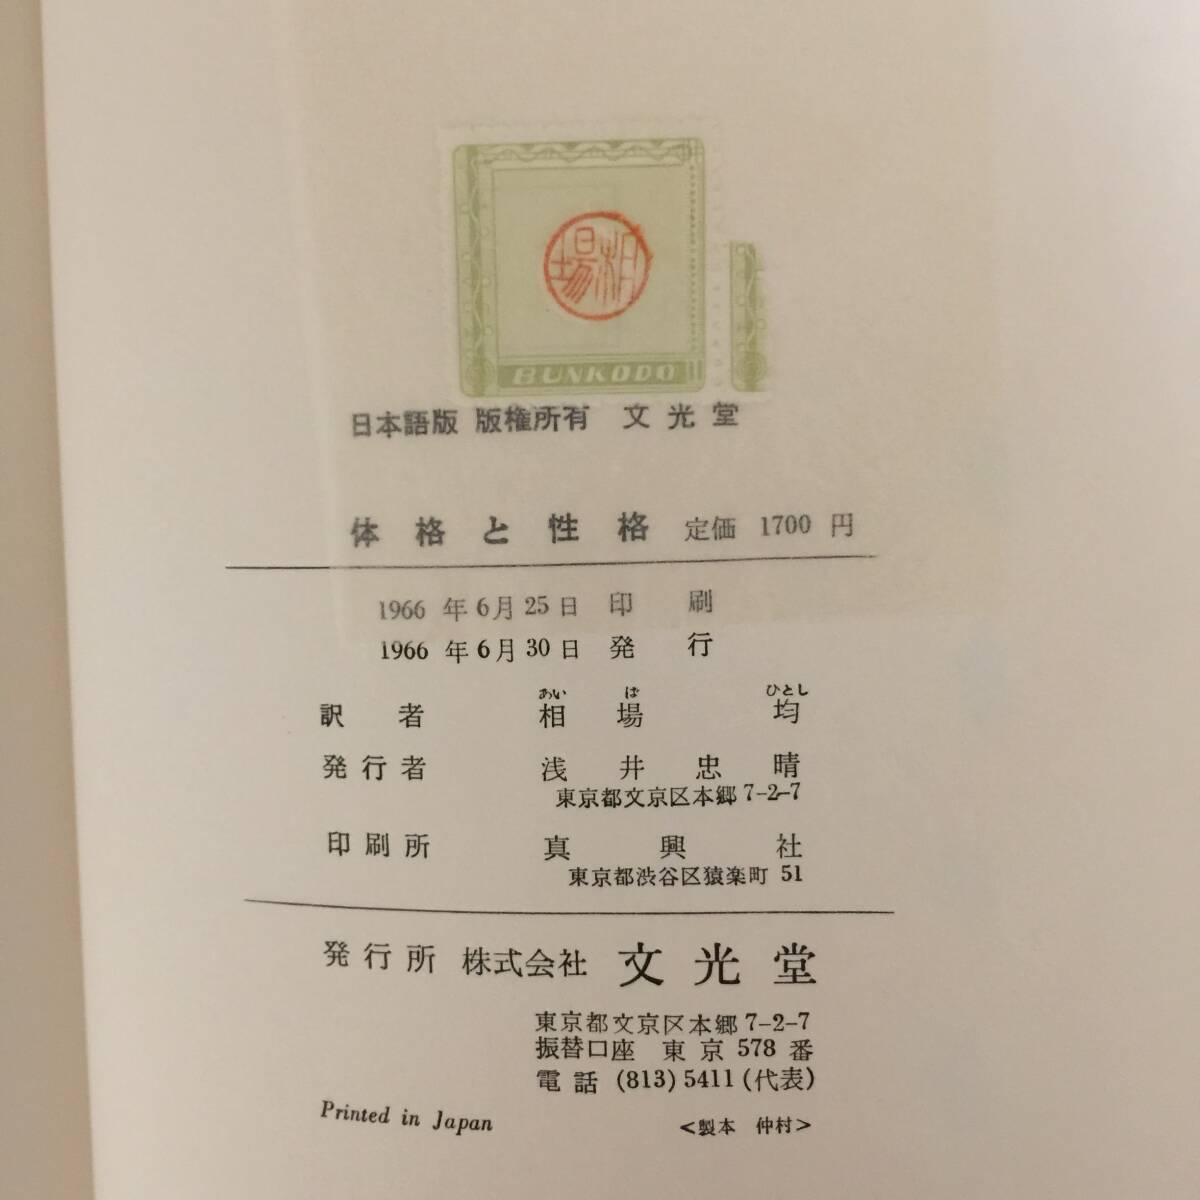 相場
BUNKODO
日本語版 版権所有 文光堂
体格と性格 定価 1700 円
1966 年 6月 25日 印刷
1966 年 6月 30日 発行
あい ば ひとし
訳者 相場 均
発行者 浅井忠晴
東京都文京区本郷 7-2-7
印刷所 真興社
東京都渋谷区猿楽町 51
発行所 株式会社 文光堂
東京都文京区本郷 7-2-7
振替口座 東京 578 番
電話 (813) 5411 (代表)
Printed in Japan <製本 仲村>